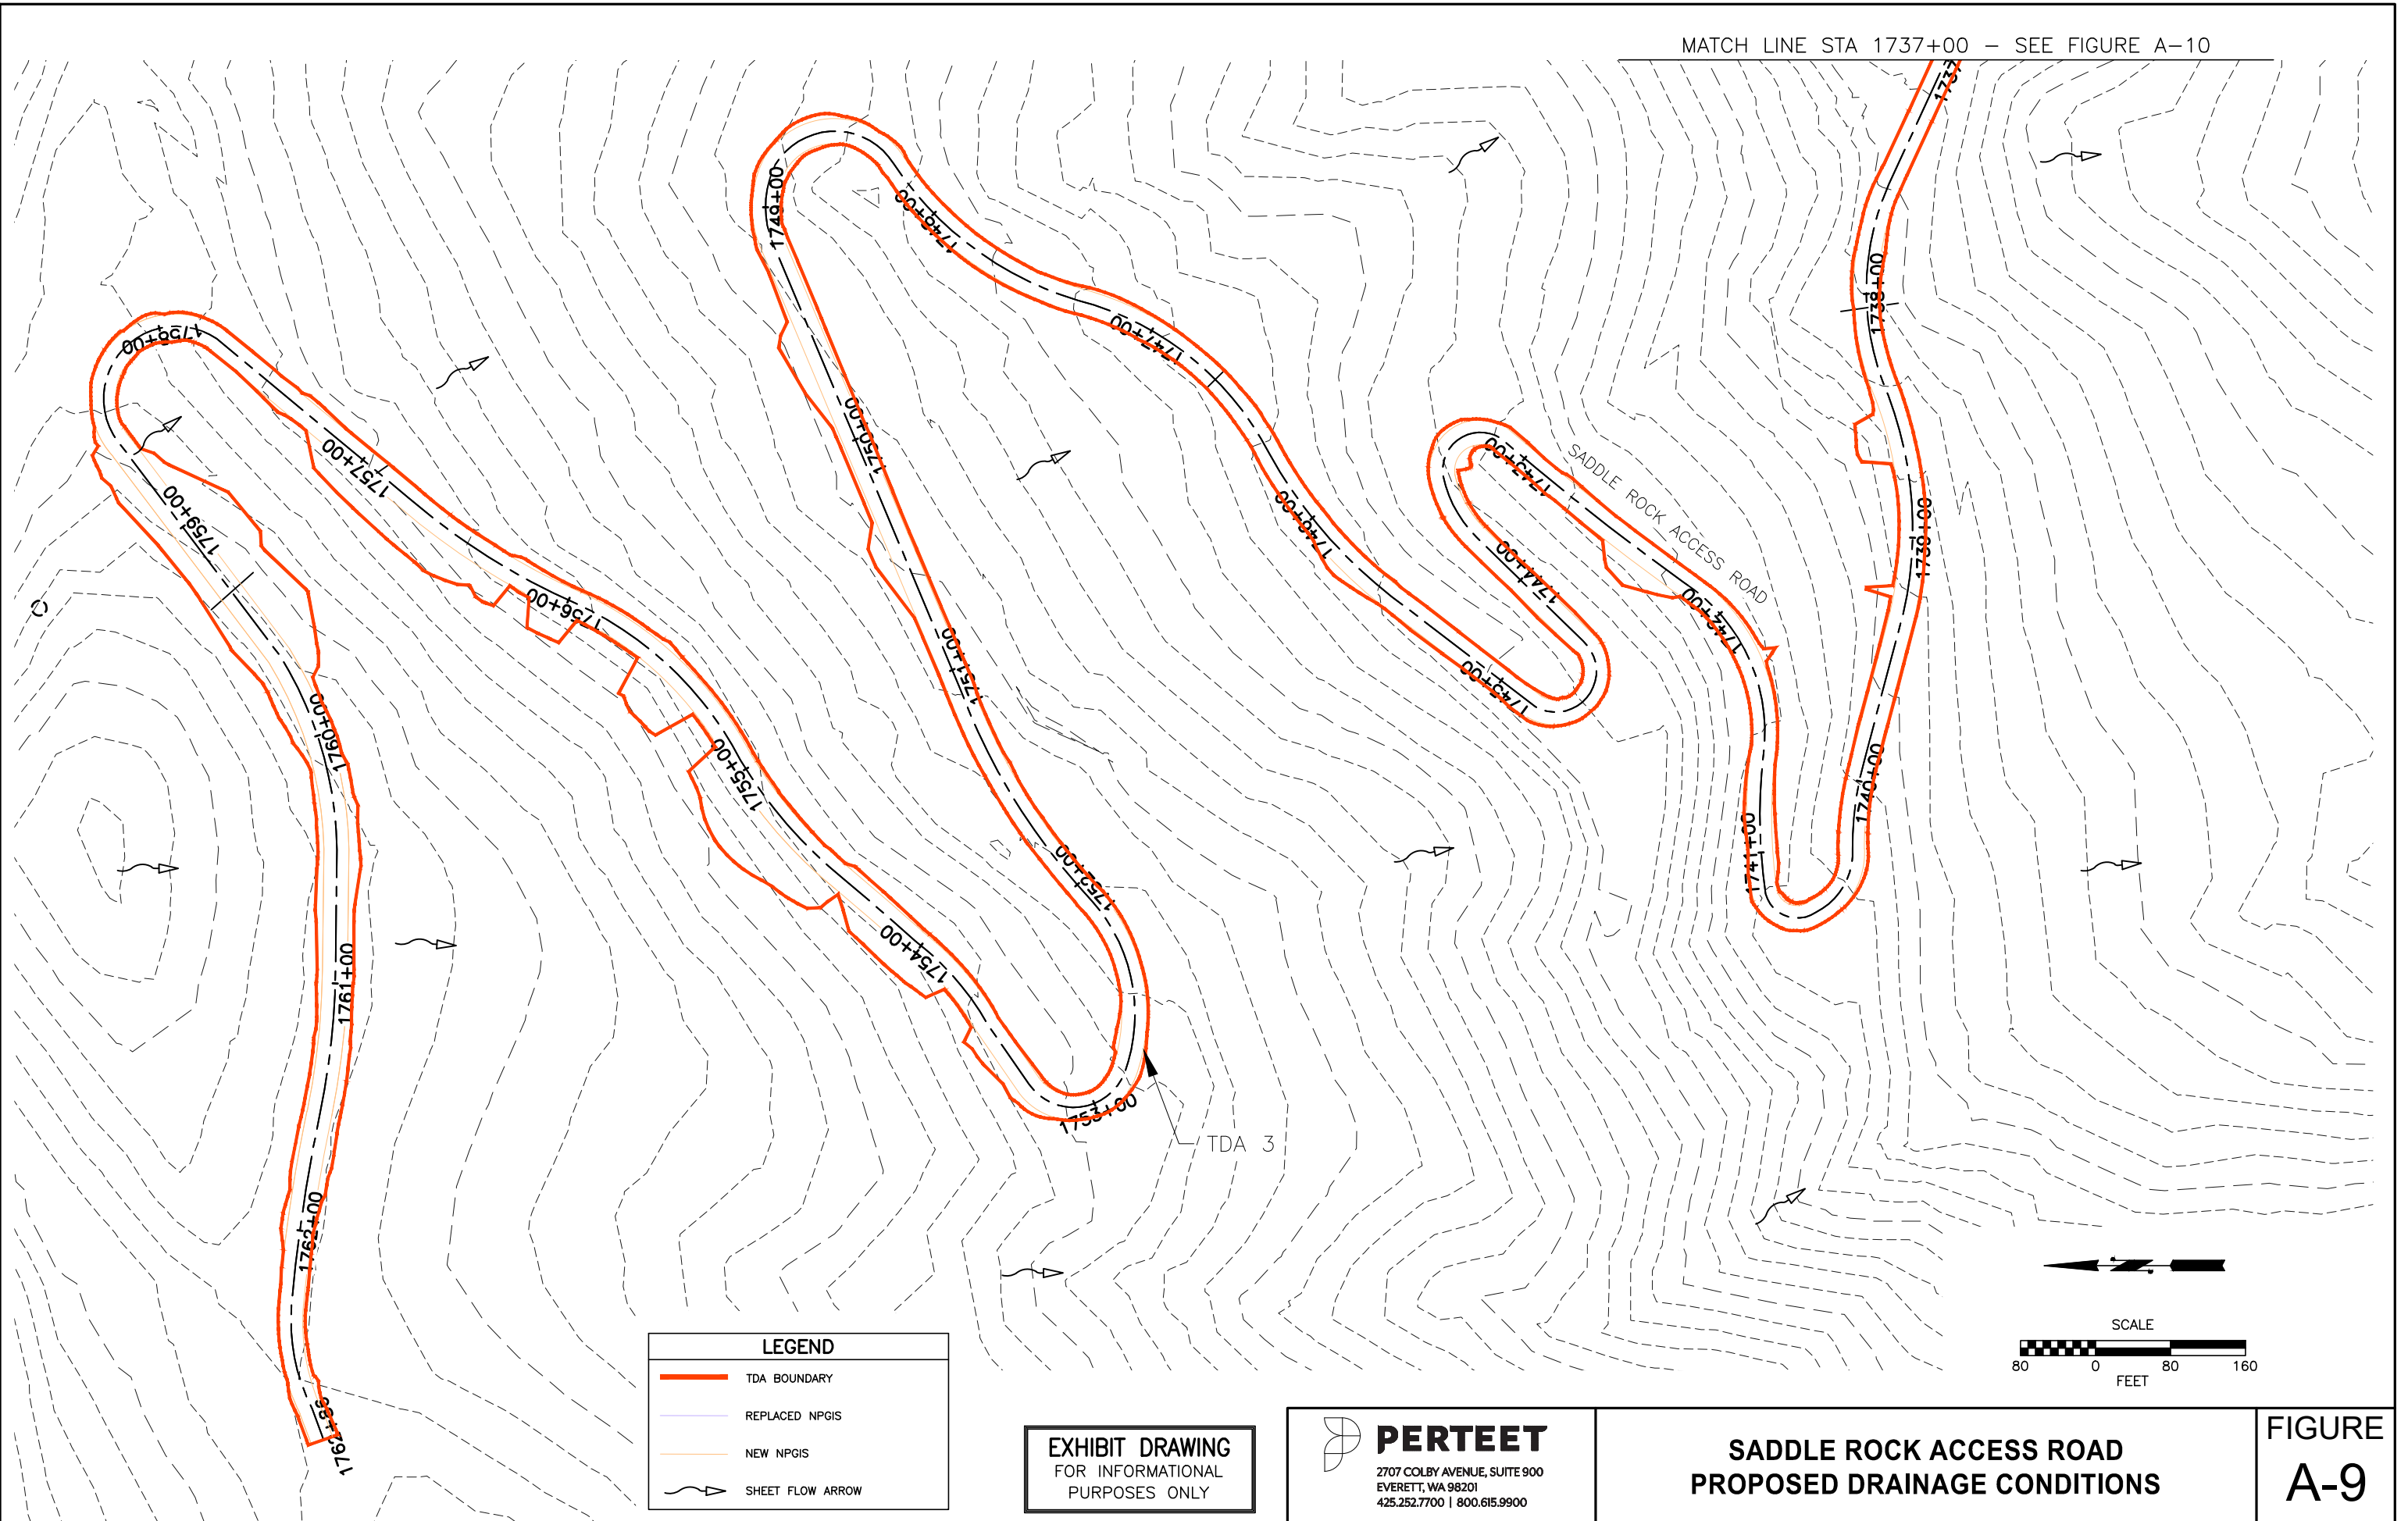 MATCH LINE STA 1737+00 – SEE FIGURE A–10
1738+00
1739+00
1740+00
1741+00
1742+00
1743+00
SADDLE ROCK ACCESS ROAD
1744+00
1745+00
1746+00
1747+00
1748+00
1749+00
1750+00
1751+00
1752+00
1753+00
TDA 3
1754+00
1755+00
1756+00
1757+00
1758+00
1759+00
1760+00
1761+00
1762+00
1762+86
SCALE
80 0 80 160
FEET
LEGEND
TDA BOUNDARY
REPLACED NPGIS
NEW NPGIS
SHEET FLOW ARROW
EXHIBIT DRAWING
FOR INFORMATIONAL
PURPOSES ONLY
PERTEET
2707 COLBY AVENUE, SUITE 900
EVERETT, WA 98201
425.252.7700 | 800.615.9900
SADDLE ROCK ACCESS ROAD
PROPOSED DRAINAGE CONDITIONS
FIGURE
A-9